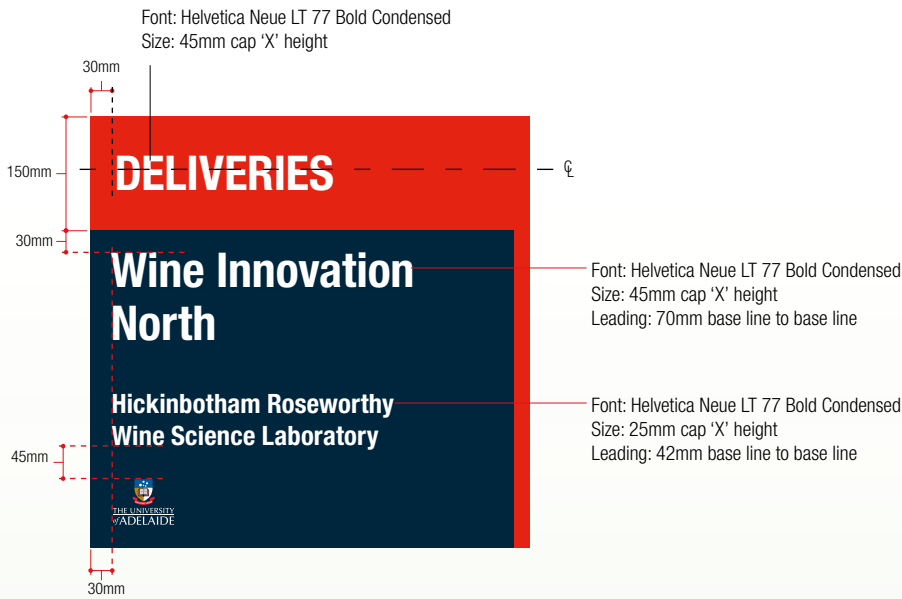 Font: Helvetica Neue LT 77 Bold Condensed
Size: 45mm cap ‘X’ height
30mm
150mm
DELIVERIES
℄
30mm
Wine Innovation
North
Font: Helvetica Neue LT 77 Bold Condensed
Size: 45mm cap ‘X’ height
Leading: 70mm base line to base line
Hickinbotham Roseworthy
Wine Science Laboratory
Font: Helvetica Neue LT 77 Bold Condensed
Size: 25mm cap ‘X’ height
Leading: 42mm base line to base line
45mm
THE UNIVERSITY
of ADELAIDE
30mm